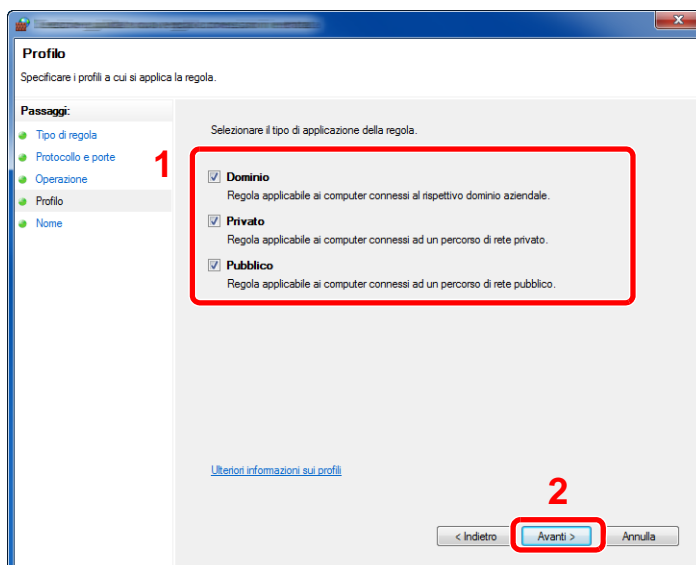 Profilo
Specificare i profili a cui si applica la regola.
Passaggi:
Tipo di regola
Protocollo e porte
Operazione
Profilo
Nome
Selezionare il tipo di applicazione della regola.
1
Dominio
Regola applicabile ai computer connessi al rispettivo dominio aziendale.
Privato
Regola applicabile ai computer connessi ad un percorso di rete privato.
Pubblico
Regola applicabile ai computer connessi ad un percorso di rete pubblico.
Ulteriori informazioni sui profili
2
< Indietro
Avanti >
Annulla